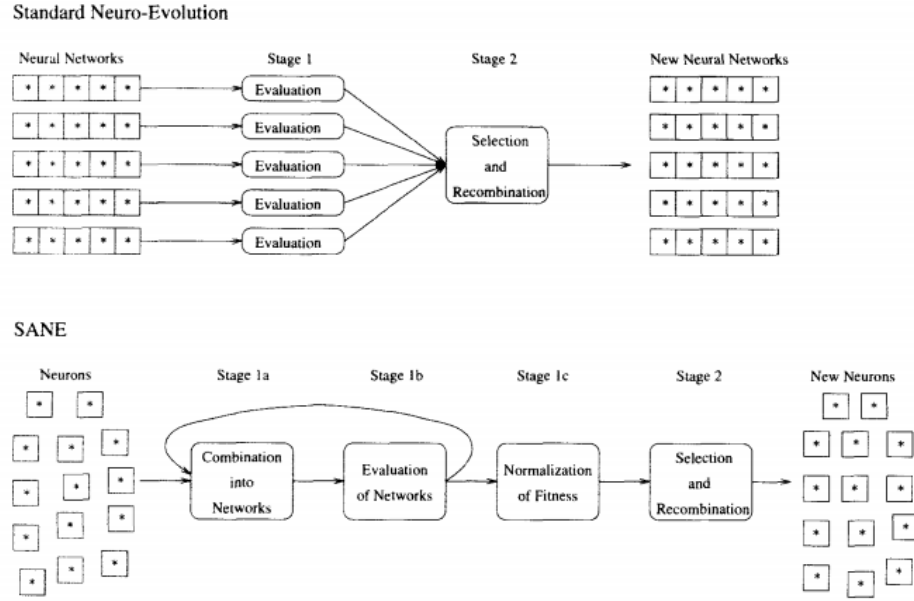 Standard Neuro-Evolution
Neural Networks Stage 1 Stage 2 New Neural Networks
* * * * * Evaluation * * * * *
* * * * * Evaluation * * * * *
Selection
* * * * * Evaluation and * * * * *
Recombination
* * * * * Evaluation * * * * *
* * * * * Evaluation * * * * *
SANE
Neurons Stage 1a Stage 1b Stage 1c Stage 2 New Neurons
* * * *
* * * * * *
Combination Evaluation Normalization Selection
into of Networks of Fitness and
Networks Recombination
* * * * * *
* * * * * *
* * * * * *